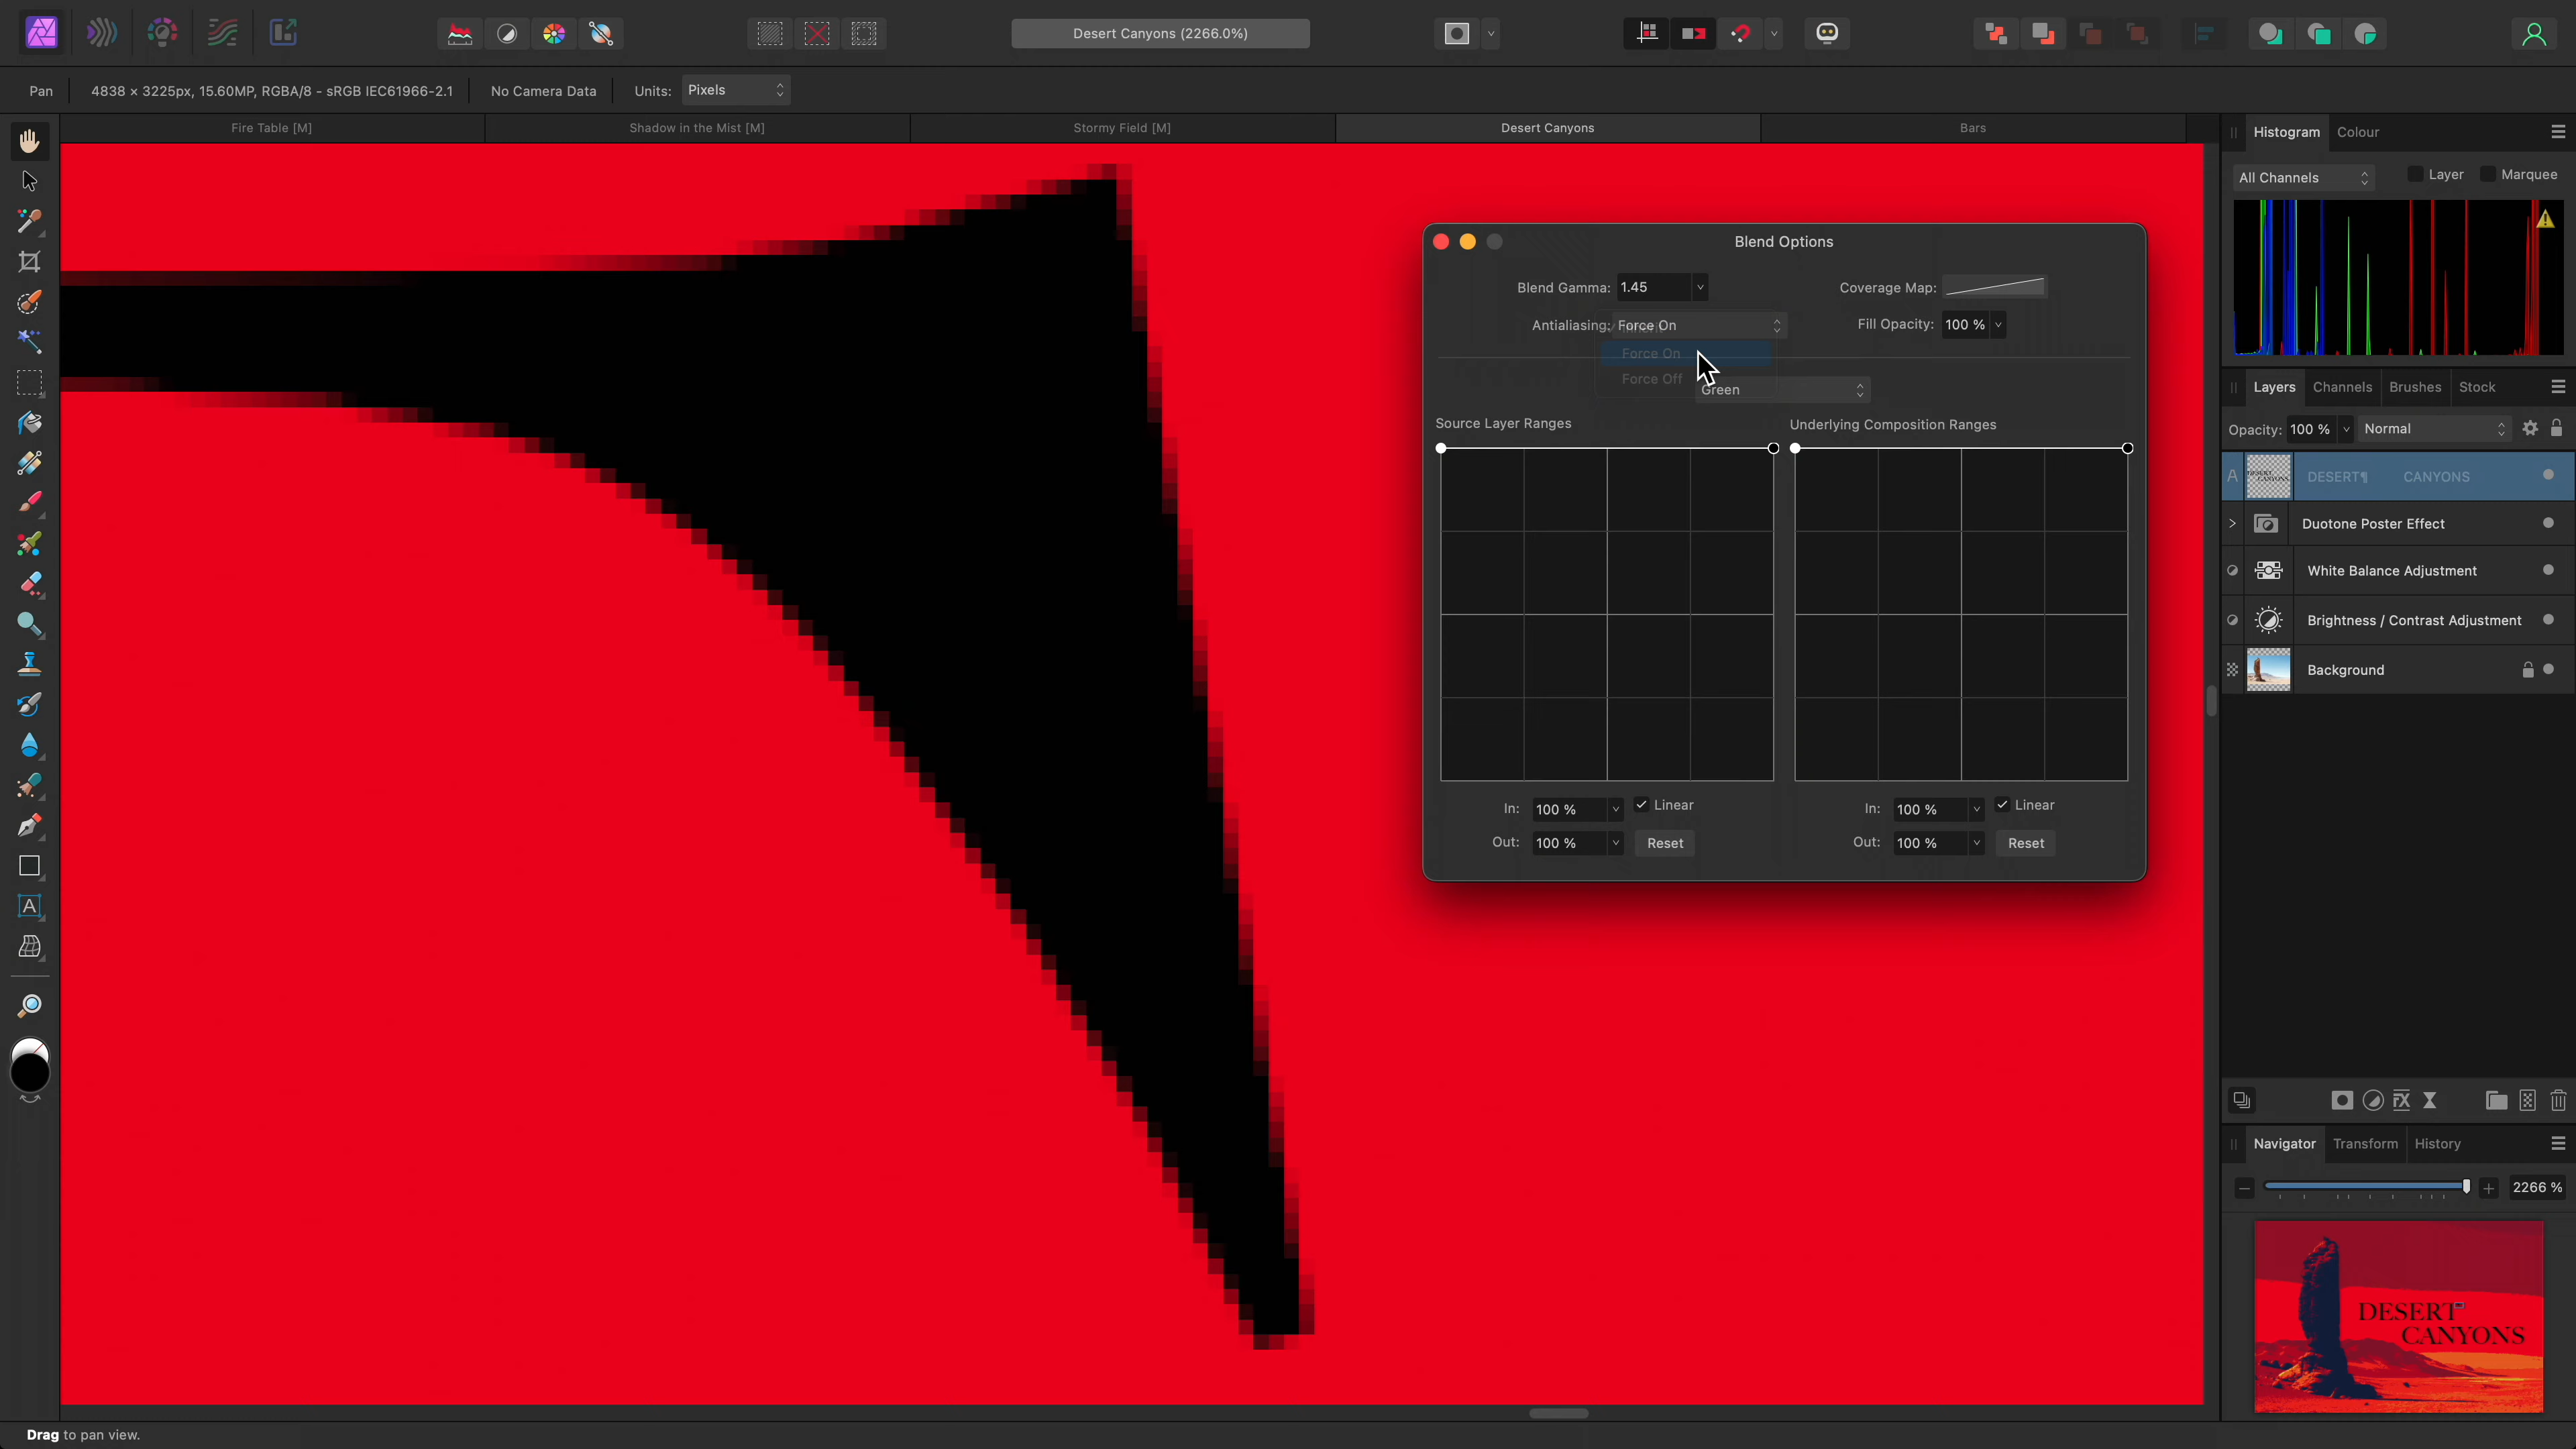 Desert Canyons (2266.0%)
Pan
4838 × 3225px, 15.60MP, RGBA/8 - sRGB IEC61966-2.1
No Camera Data
Units:
Pixels
Fire Table [M]
Shadow in the Mist [M]
Stormy Field [M]
Desert Canyons
Bars
Histogram
Colour
All Channels
Layer
Marquee
Blend Options
Blend Gamma:
1.45
Coverage Map:
Antialiasing:
Force On
Fill Opacity:
100 %
Force On
Force Off
Green
Source Layer Ranges
Underlying Composition Ranges
In:
100 %
Linear
In:
100 %
Linear
Out:
100 %
Reset
Out:
100 %
Reset
Layers
Channels
Brushes
Stock
Opacity:
100 %
Normal
A
DESERT¶ CANYONS
Duotone Poster Effect
White Balance Adjustment
Brightness / Contrast Adjustment
Background
Navigator
Transform
History
2266 %
DESERT
CANYONS
Drag to pan view.